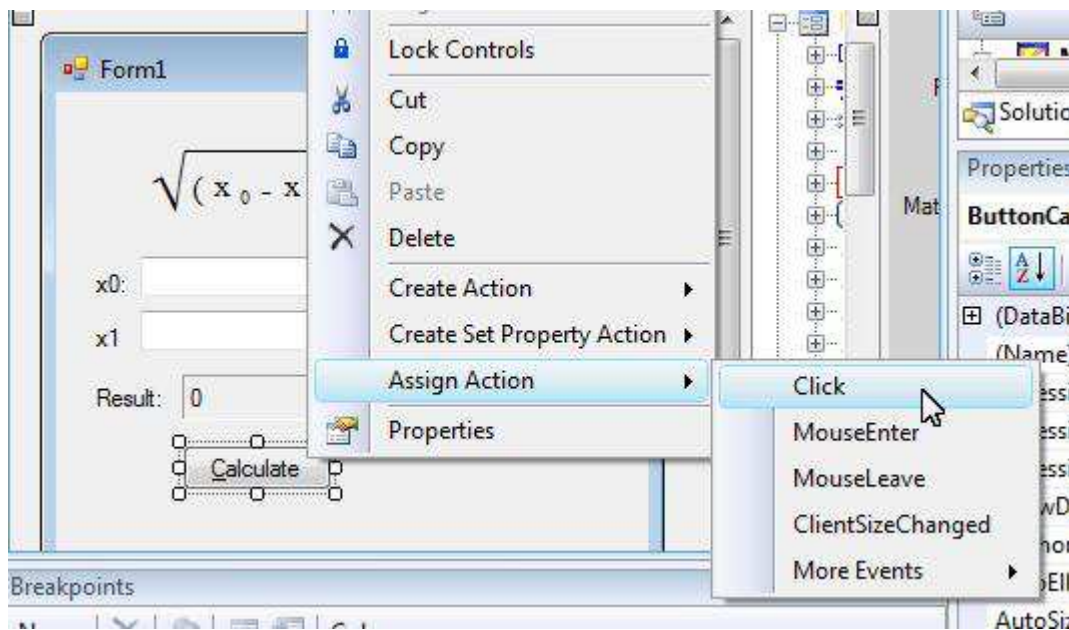 Form1
√( x 0 - x
x0:
x1
Result: 0
Calculate
Lock Controls
Cut
Copy
Paste
Delete
Create Action
Create Set Property Action
Assign Action
Properties
Click
MouseEnter
MouseLeave
ClientSizeChanged
More Events
Mat
Solutio
Properties
ButtonCa
(DataBi
(Name)
AutoSiz
Breakpoints